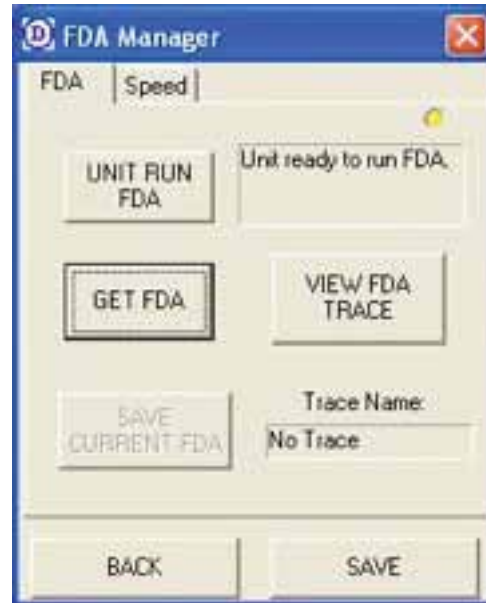 FDA Manager
FDA
Speed
UNIT RUN
FDA
Unit ready to run FDA.
GET FDA
VIEW FDA
TRACE
SAVE
CURRENT FDA
Trace Name:
No Trace
BACK
SAVE